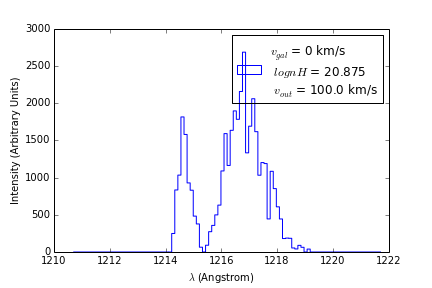 3000
2500
2000
1500
1000
500
0
Intensity (Arbitrary Units)
v_gal = 0 km/s
lognH = 20.875
v_out = 100.0 km/s
1210 1212 1214 1216 1218 1220 1222
λ (Angstrom)